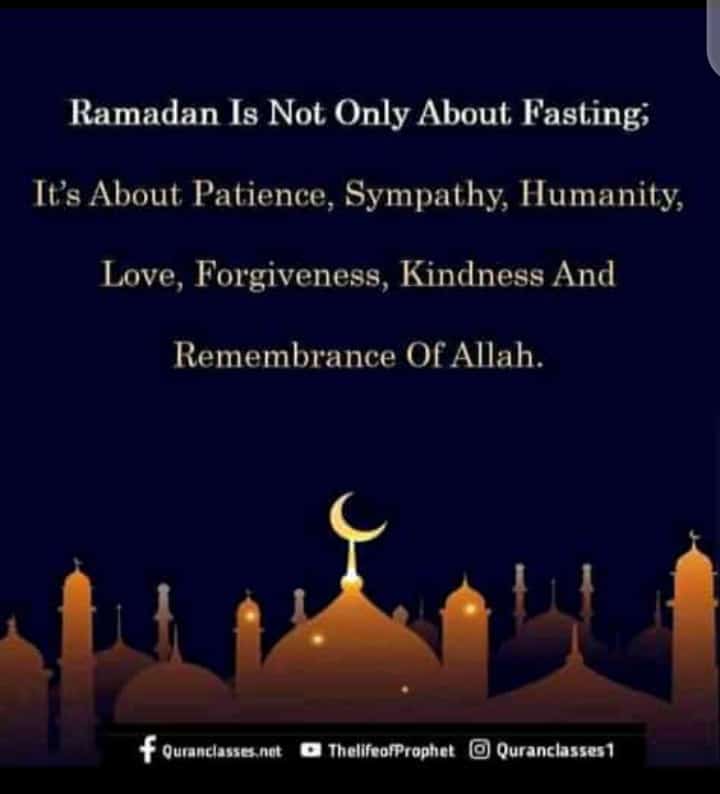 Ramadan Is Not Only About Fasting;
It's About Patience, Sympathy, Humanity,
Love, Forgiveness, Kindness And
Remembrance Of Allah.
Quranclasses.net ThelifeofProphet Quranclasses1